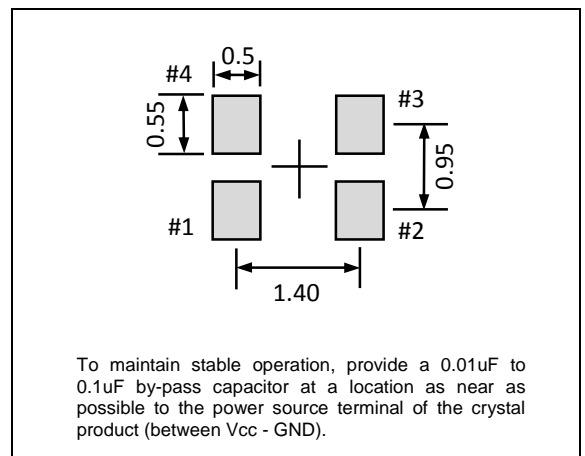 0.5
#4
#3
0.55
0.95
#1
#2
1.40
To maintain stable operation, provide a 0.01uF to
0.1uF by-pass capacitor at a location as near as
possible to the power source terminal of the crystal
product (between Vcc - GND).